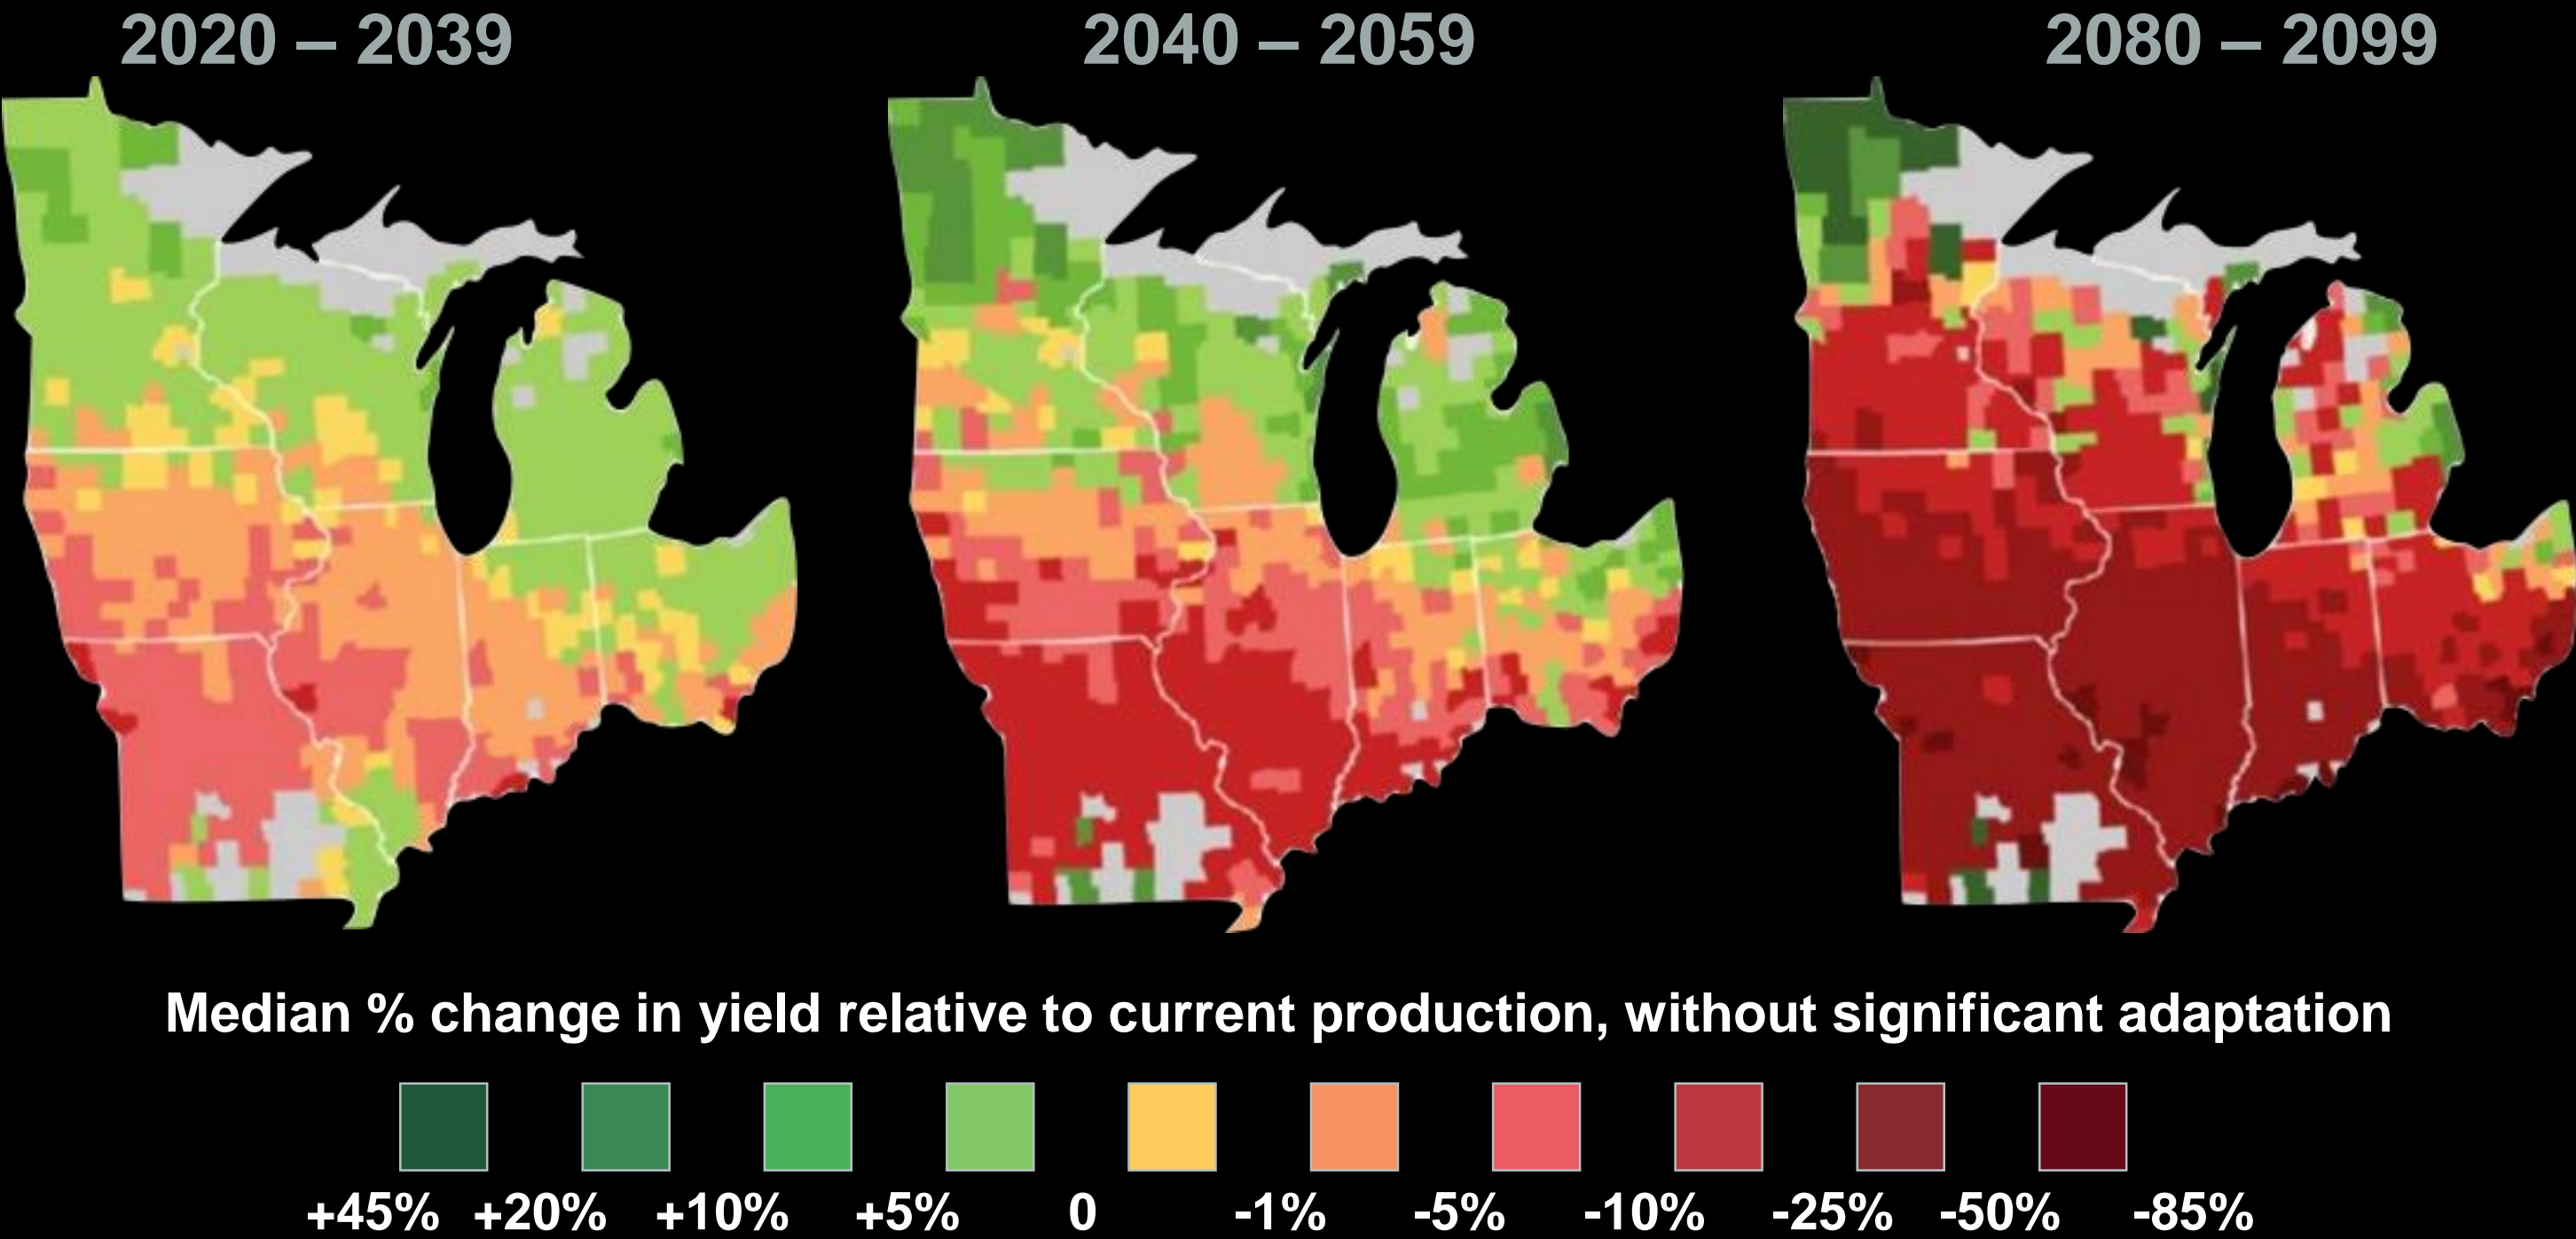 2020 – 2039 2040 – 2059 2080 – 2099
Median % change in yield relative to current production, without significant adaptation
+45% +20% +10% +5% 0 -1% -5% -10% -25% -50% -85%